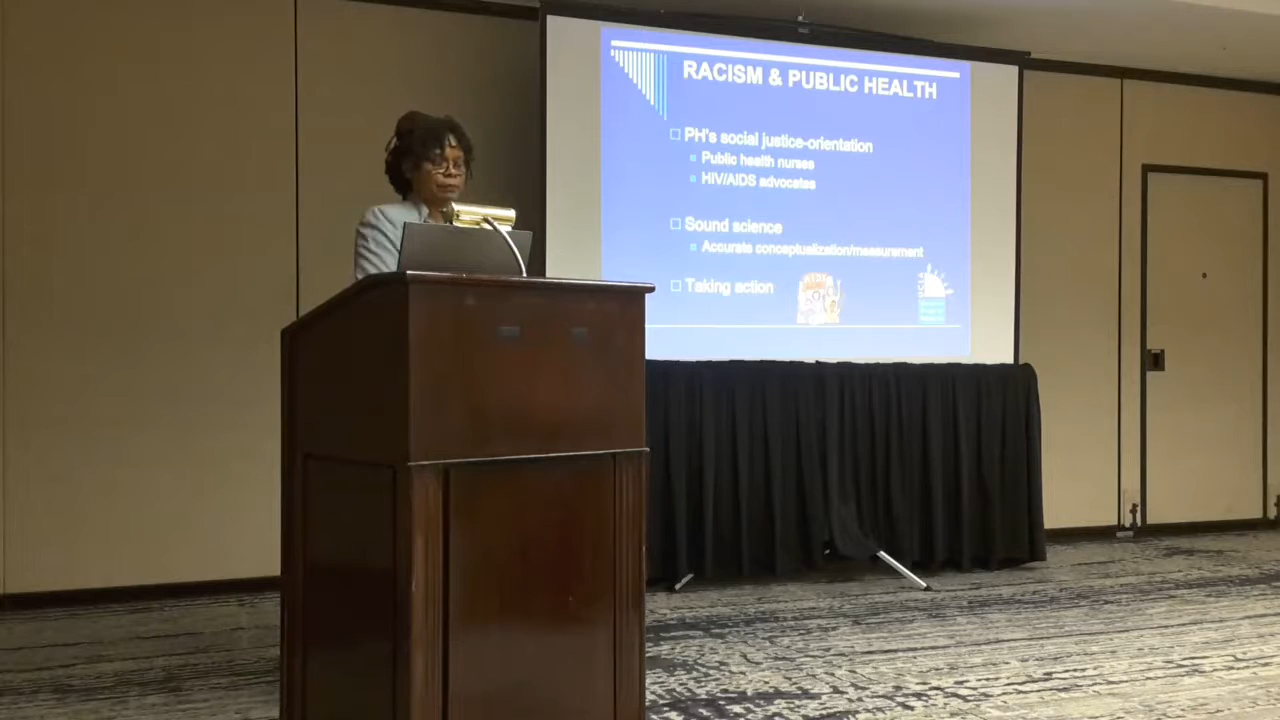 RACISM & PUBLIC HEALTH
PH's social justice-orientation
Public health nurses
HIV/AIDS advocates
Sound science
Accurate conceptualization/measurement
Taking action
AIDS